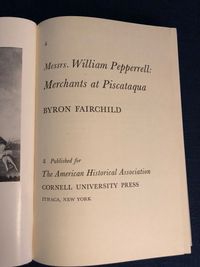 Messrs. William Pepperrell:
Merchants at Piscataqua
BYRON FAIRCHILD
Published for
The American Historical Association
CORNELL UNIVERSITY PRESS
ITHACA, NEW YORK